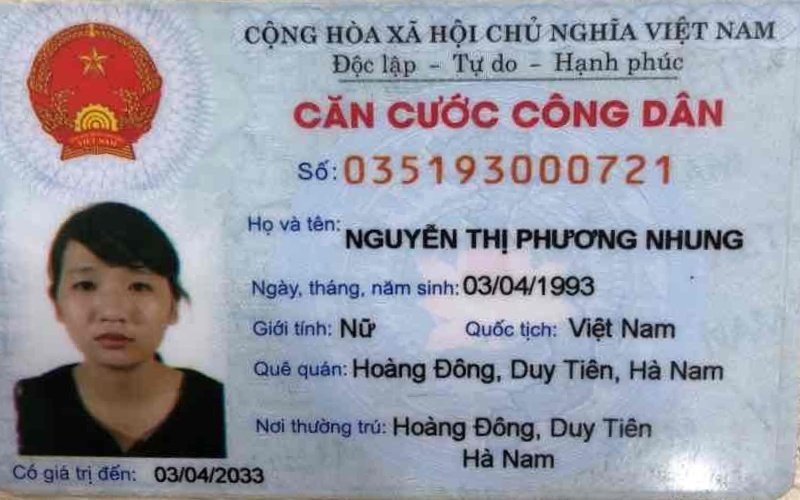 CỘNG HÒA XÃ HỘI CHỦ NGHĨA VIỆT NAM
Độc lập - Tự do - Hạnh phúc
CĂN CƯỚC CÔNG DÂN
Số: 035193000721
Họ và tên: NGUYỄN THỊ PHƯƠNG NHUNG
Ngày, tháng, năm sinh: 03/04/1993
Giới tính: Nữ Quốc tịch: Việt Nam
Quê quán: Hoàng Đông, Duy Tiên, Hà Nam
Nơi thường trú: Hoàng Đông, Duy Tiên
Hà Nam
Có giá trị đến: 03/04/2033
VIỆT NAM